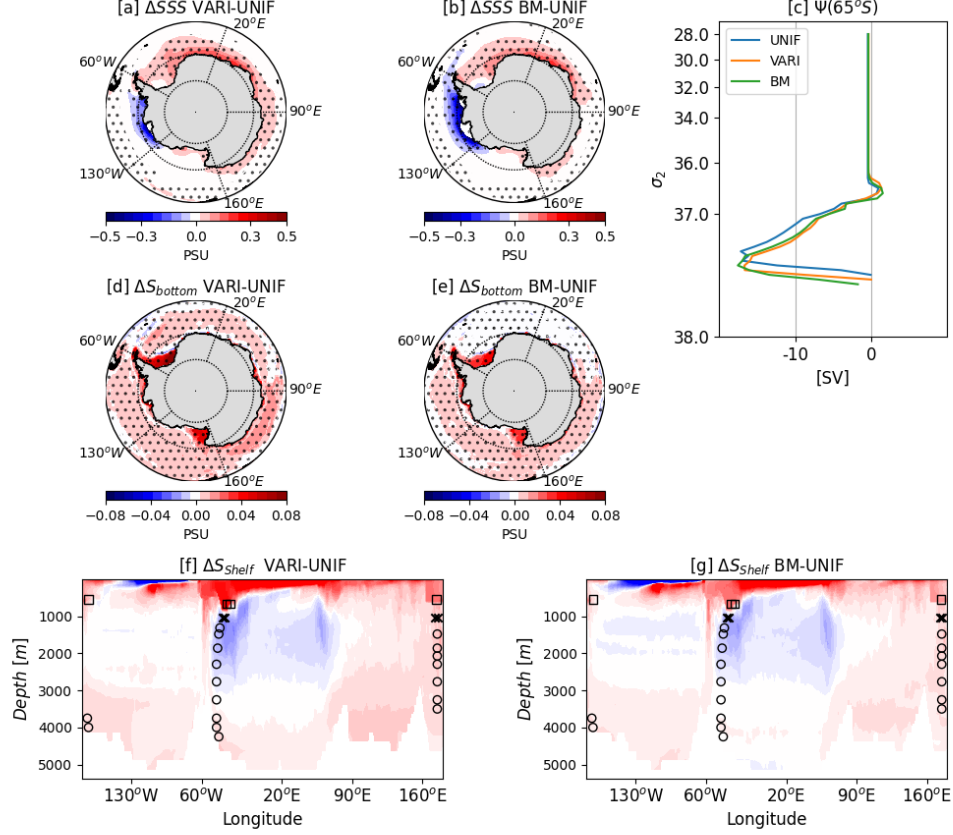 [a] ΔSSS VARI-UNIF
[b] ΔSSS BM-UNIF
[c] Ψ(65°S)
20°E
60°W
90°E
130°W
160°E
−0.5 −0.3 0.0 0.3 0.5
PSU
20°E
60°W
90°E
130°W
160°E
−0.5 −0.3 0.0 0.3 0.5
PSU
UNIF
VARI
BM
28.0
30.0
32.0
34.0
36.0
37.0
38.0
σ₂
-10 0
[SV]
[d] ΔS_bottom VARI-UNIF
[e] ΔS_bottom BM-UNIF
20°E
60°W
90°E
130°W
160°E
−0.08 −0.04 0.00 0.04 0.08
PSU
20°E
60°W
90°E
130°W
160°E
−0.08 −0.04 0.00 0.04 0.08
PSU
[f] ΔS_Shelf VARI-UNIF
[g] ΔS_Shelf BM-UNIF
1000
2000
3000
4000
5000
Depth [m]
130°W 60°W 20°E 90°E 160°E
Longitude
1000
2000
3000
4000
5000
Depth [m]
130°W 60°W 20°E 90°E 160°E
Longitude